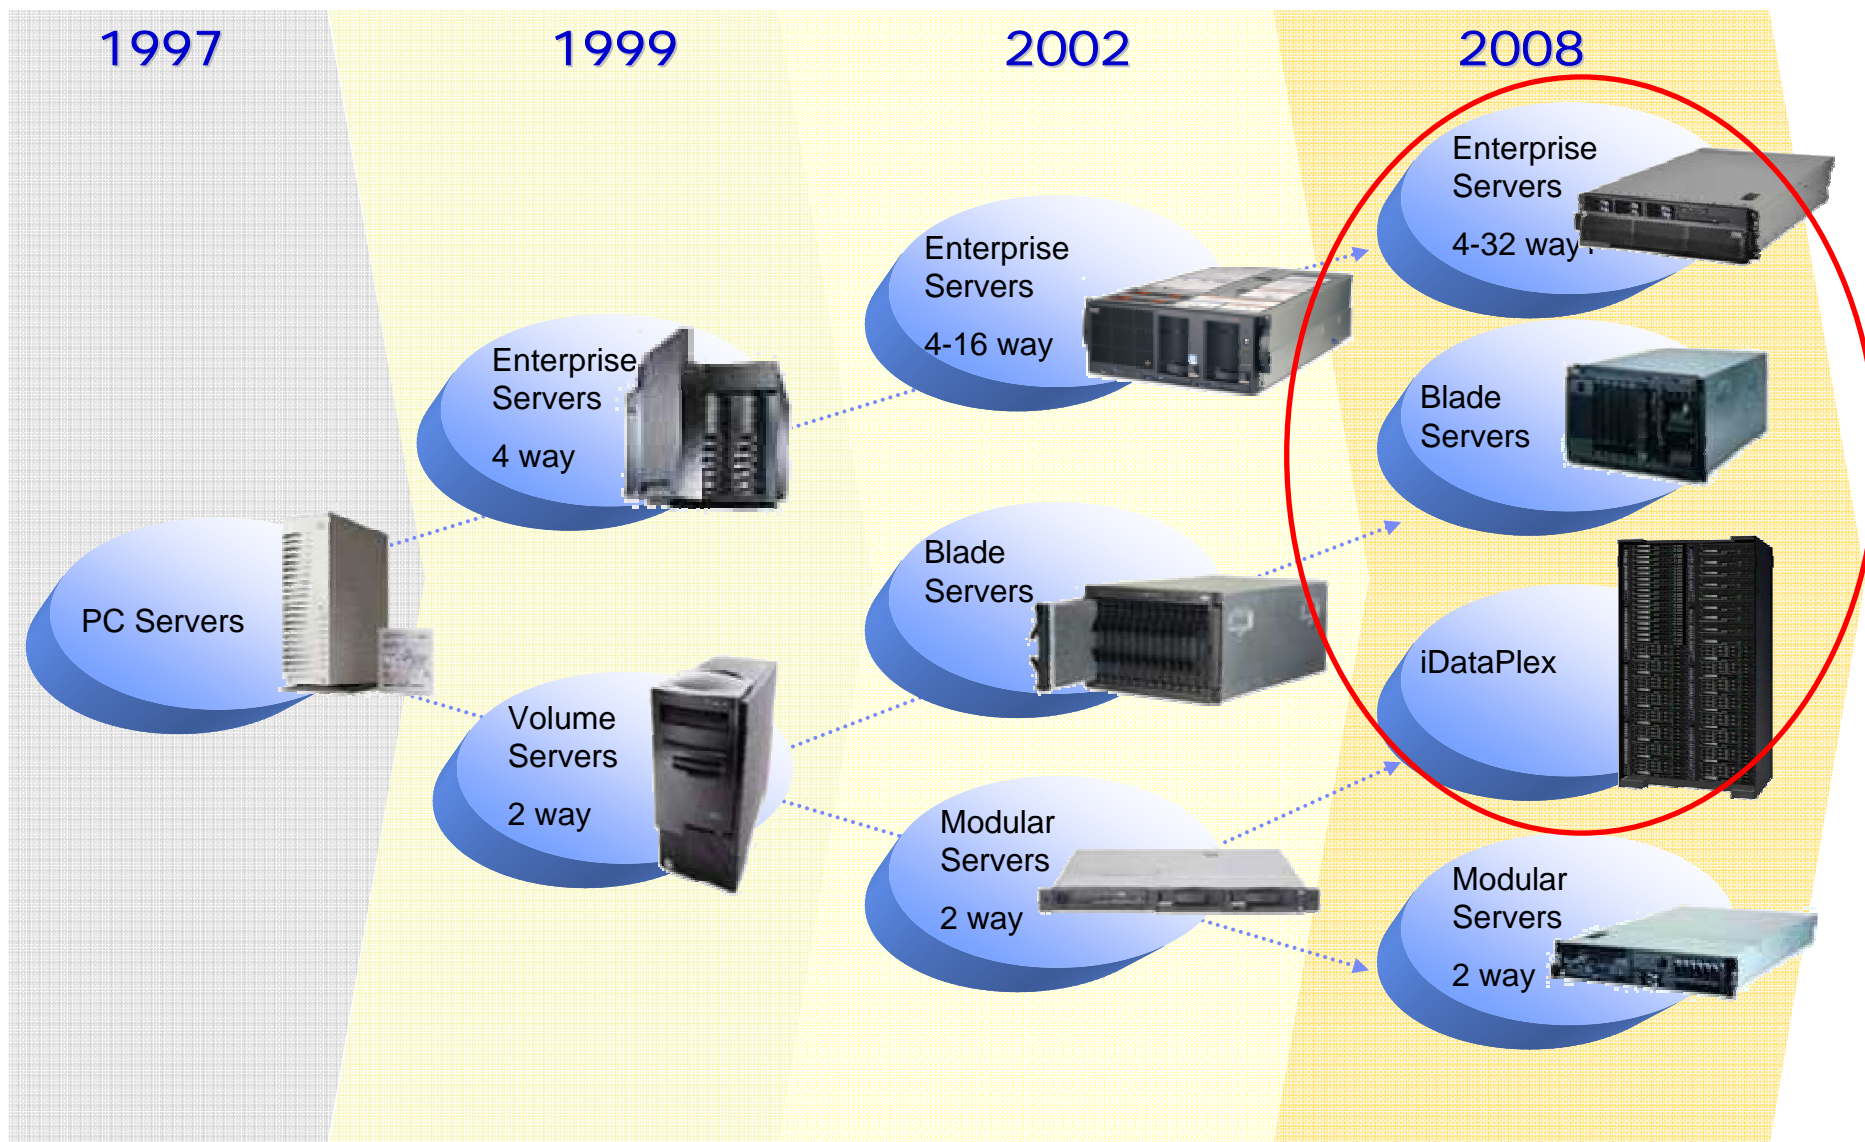 1997
1999
2002
2008
PC Servers
Enterprise
Servers
4 way
Volume
Servers
2 way
Enterprise
Servers
4-16 way
Blade
Servers
Modular
Servers
2 way
Enterprise
Servers
4-32 way
Blade
Servers
iDataPlex
Modular
Servers
2 way